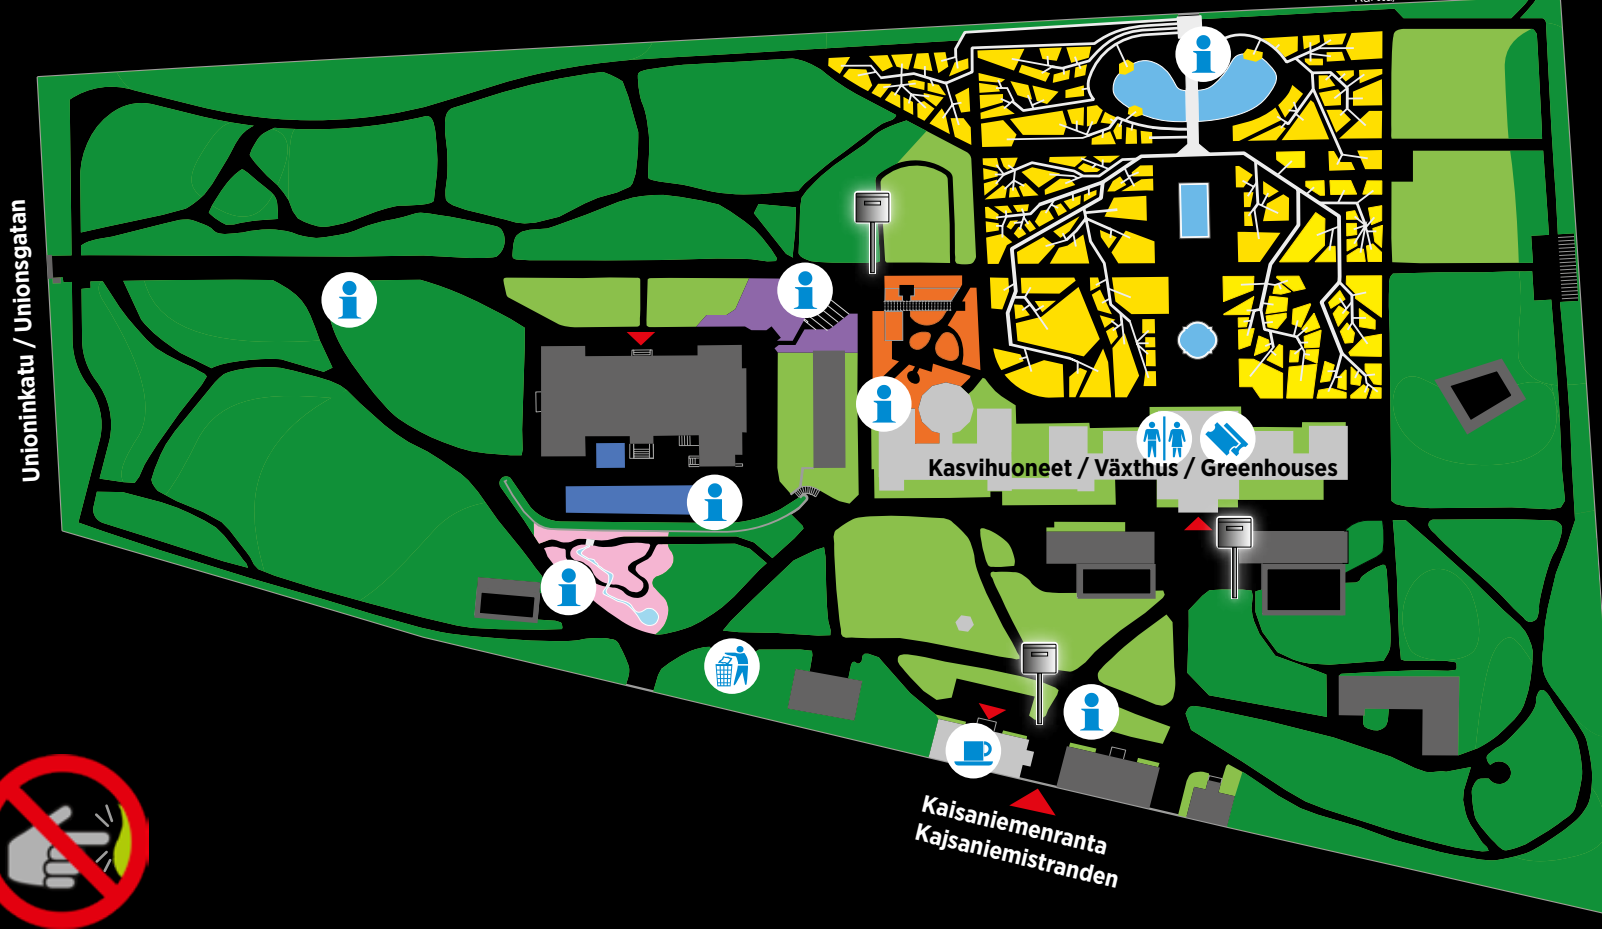 Unioninkatu / Unionsgatan
Kasvihuoneet / Växthus / Greenhouses
Kaisaniemenranta
Kajsaniemistranden